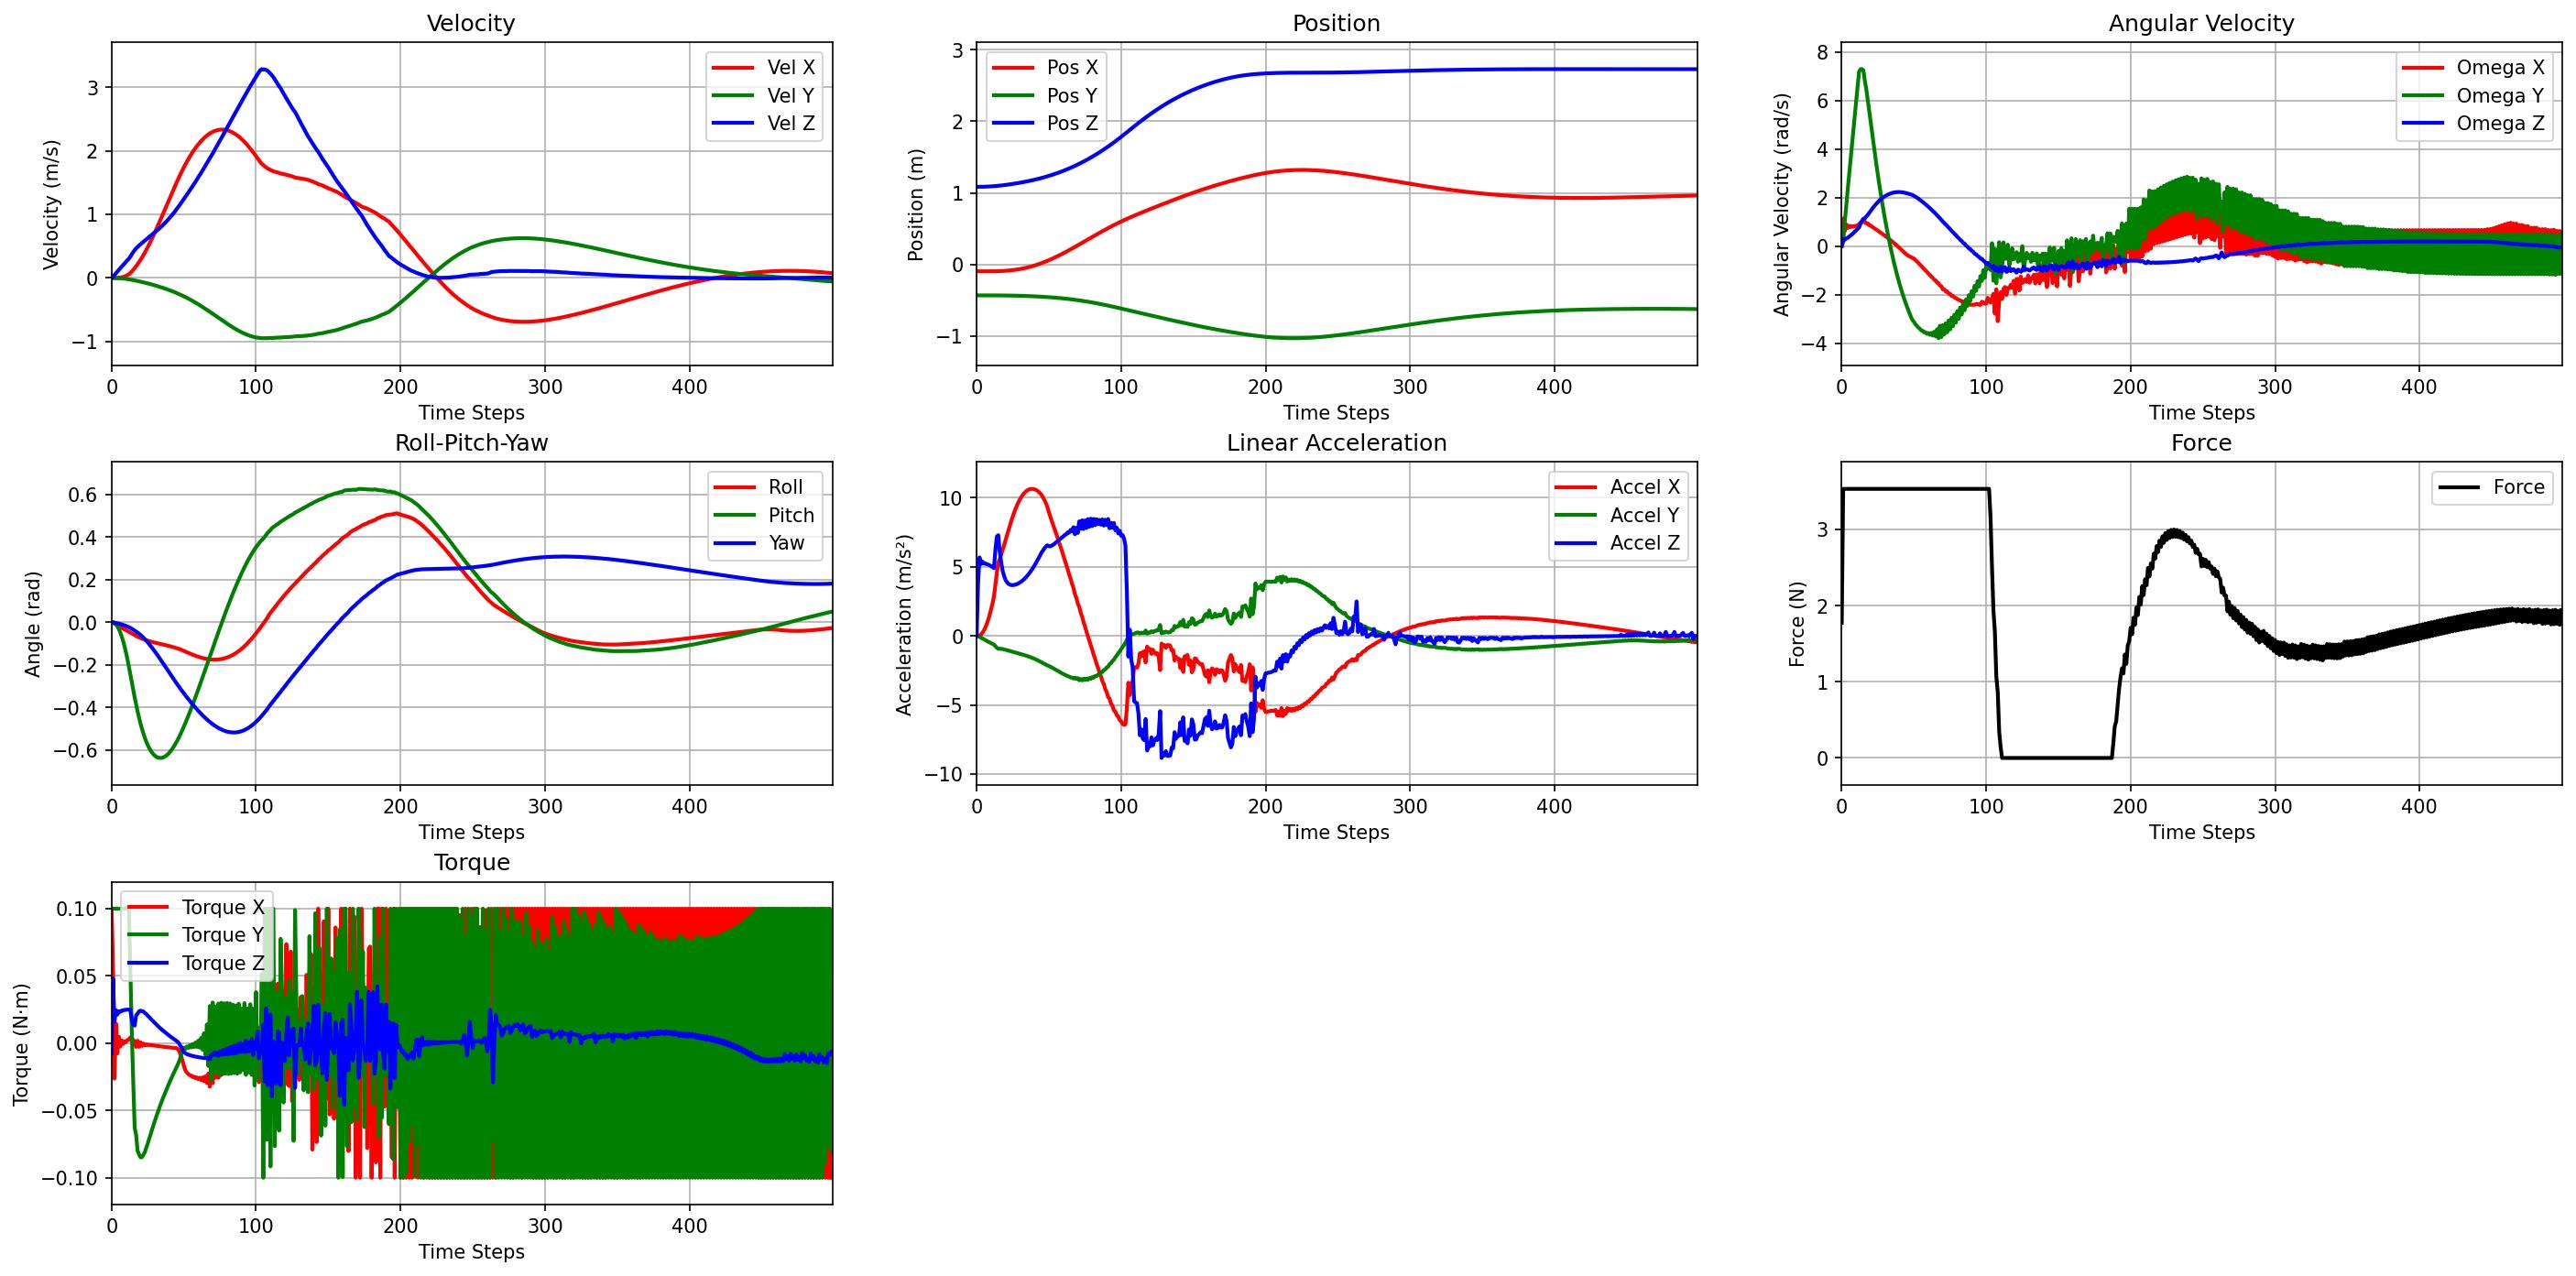 Velocity
Velocity (m/s)
3
2
1
0
−1
Vel X
Vel Y
Vel Z
0 100 200 300 400
Time Steps
Position
Position (m)
3
2
1
0
−1
Pos X
Pos Y
Pos Z
0 100 200 300 400
Time Steps
Angular Velocity
Angular Velocity (rad/s)
8
6
4
2
0
−2
−4
Omega X
Omega Y
Omega Z
0 100 200 300 400
Time Steps
Roll-Pitch-Yaw
Angle (rad)
0.6
0.4
0.2
0.0
−0.2
−0.4
−0.6
Roll
Pitch
Yaw
0 100 200 300 400
Time Steps
Linear Acceleration
Acceleration (m/s²)
10
5
0
−5
−10
Accel X
Accel Y
Accel Z
0 100 200 300 400
Time Steps
Force
Force (N)
3
2
1
0
Force
0 100 200 300 400
Time Steps
Torque
Torque (N·m)
0.10
0.05
0.00
−0.05
−0.10
Torque X
Torque Y
Torque Z
0 100 200 300 400
Time Steps